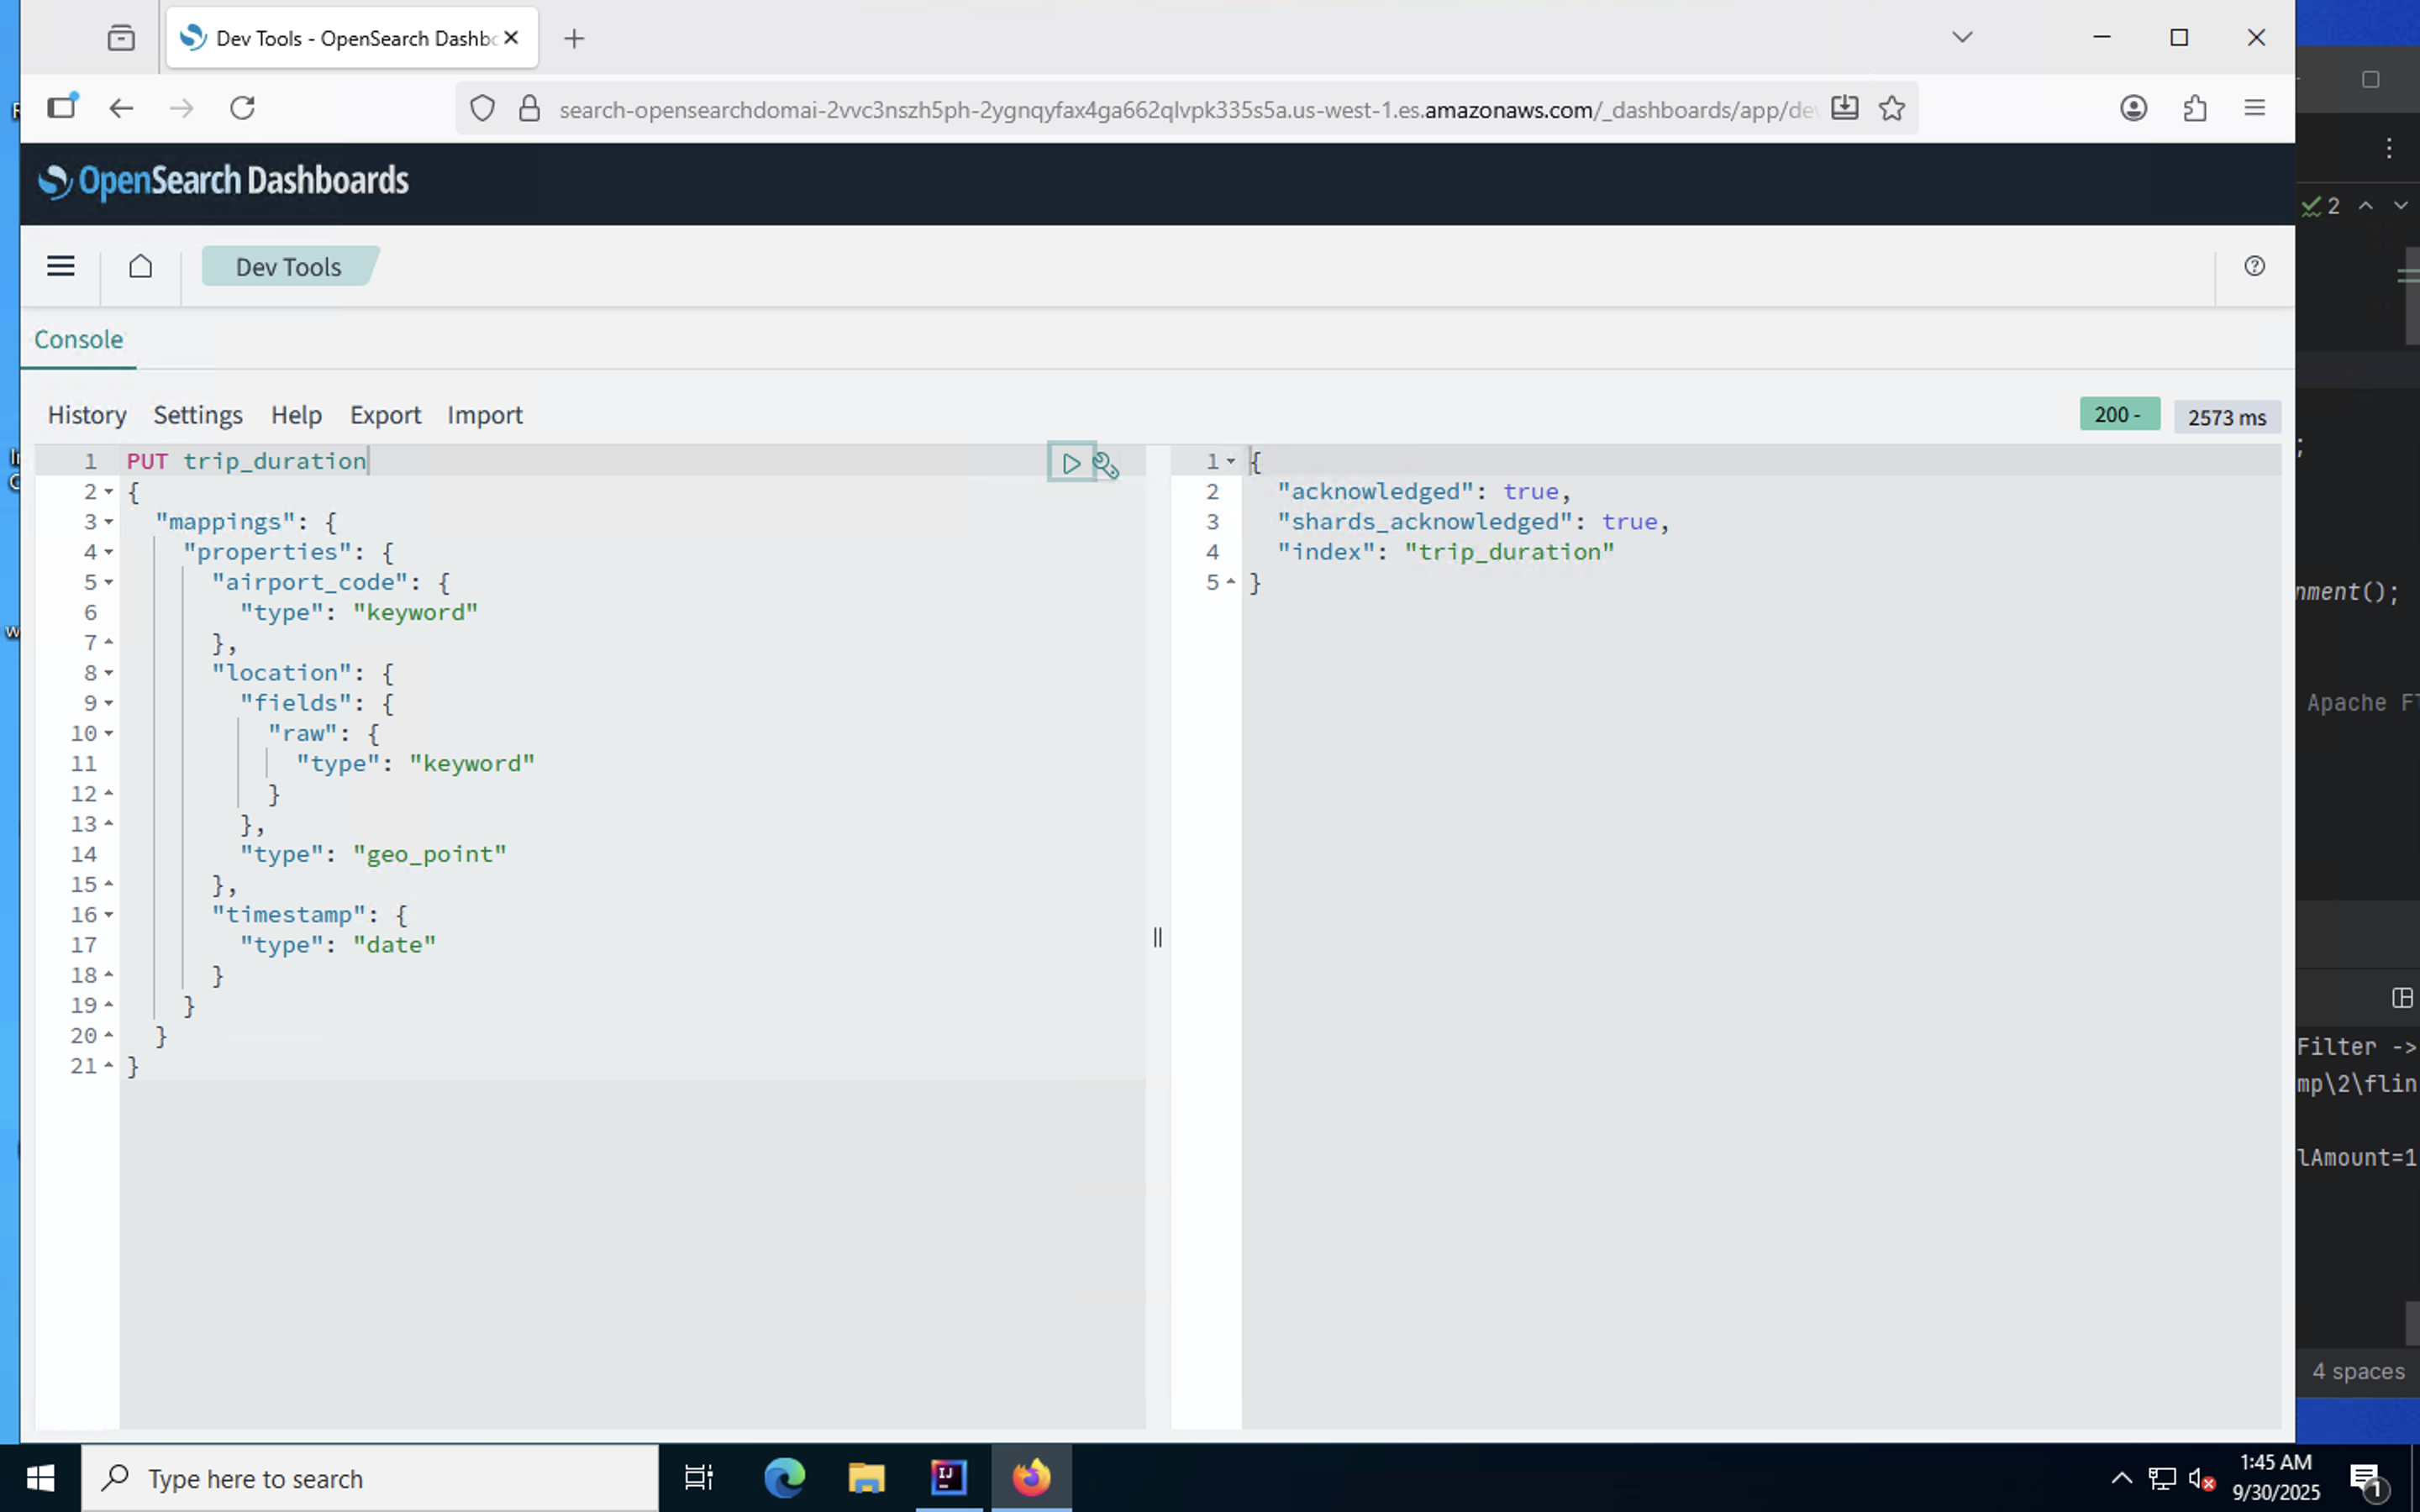 Dev Tools - OpenSearch Dashbo
search-opensearchdomai-2vvc3nszh5ph-2ygnqyfax4ga662qlvpk335s5a.us-west-1.es.amazonaws.com/_dashboards/app/dev
OpenSearch Dashboards
Dev Tools
Console
History Settings Help Export Import
200 - 2573 ms
1 PUT trip_duration
2 {
3 "mappings": {
4 "properties": {
5 "airport_code": {
6 "type": "keyword"
7 },
8 "location": {
9 "fields": {
10 "raw": {
11 "type": "keyword"
12 }
13 },
14 "type": "geo_point"
15 },
16 "timestamp": {
17 "type": "date"
18 }
19 }
20 }
21 }
1 {
2 "acknowledged": true,
3 "shards_acknowledged": true,
4 "index": "trip_duration"
5 }
2
;
nment();
Apache Fl
Filter ->
mp\2\flin
lAmount=1
4 spaces
Type here to search
1:45 AM
9/30/2025
1